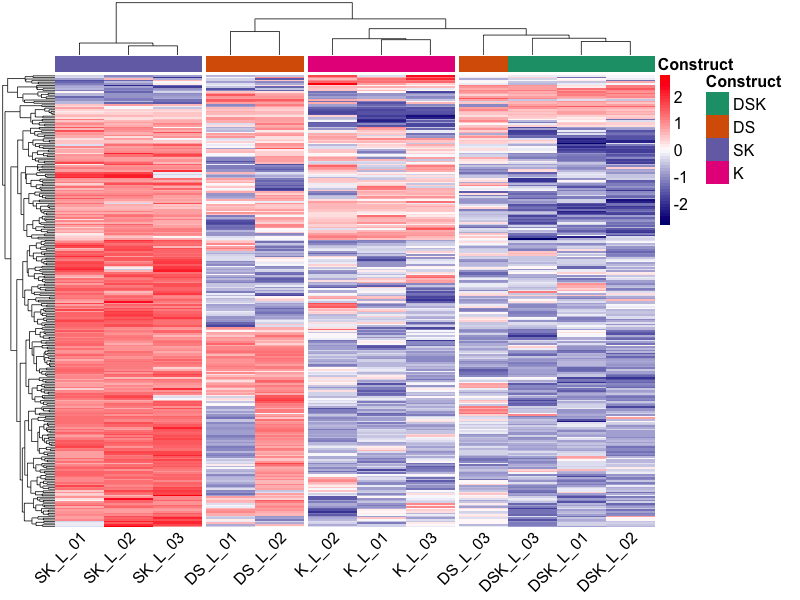 Construct
Construct
2
1
0
-1
-2
DSK
DS
SK
K
SK_L_01
SK_L_02
SK_L_03
DS_L_01
DS_L_02
K_L_02
K_L_01
K_L_03
DS_L_03
DSK_L_03
DSK_L_01
DSK_L_02